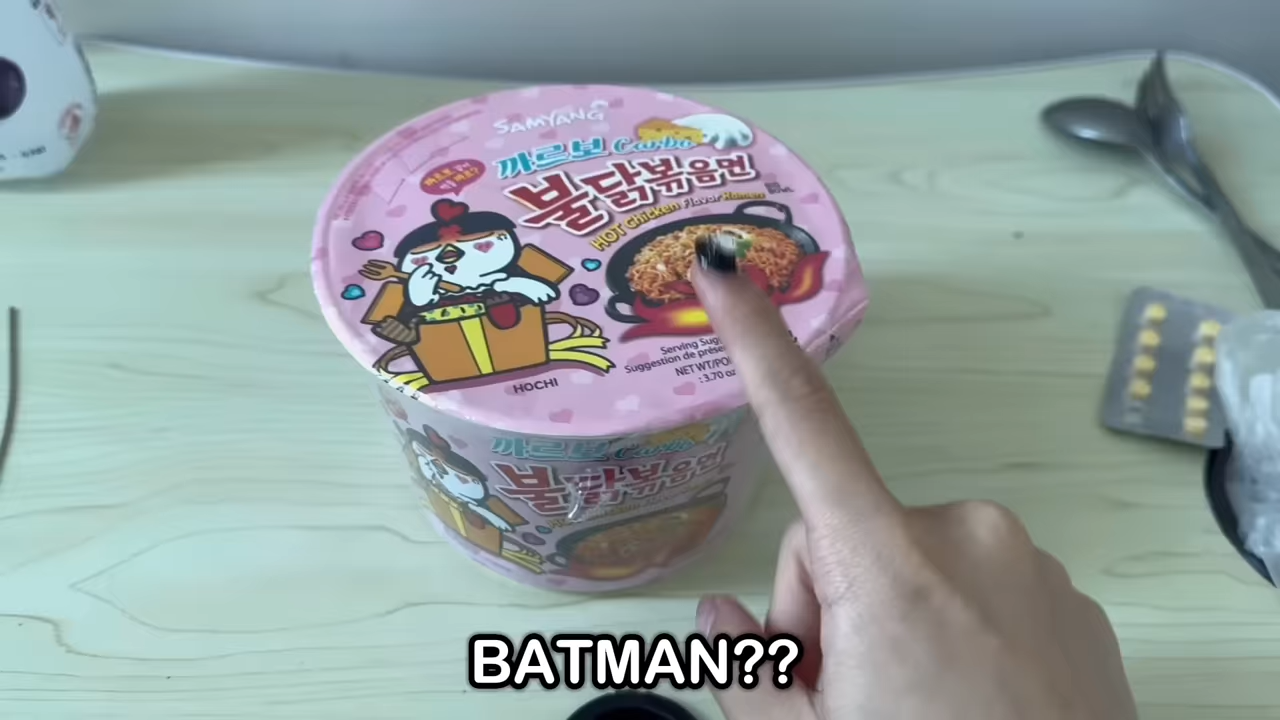 SAMYANG
까르보 Carbo
불닭볶음면
HOT Chicken Flavor Ramen
HOCHI
Serving Sug
Suggestion de prése
NET WT/POI
: 3.70 oz
까르보 Carbo
불닭볶음면
BATMAN??